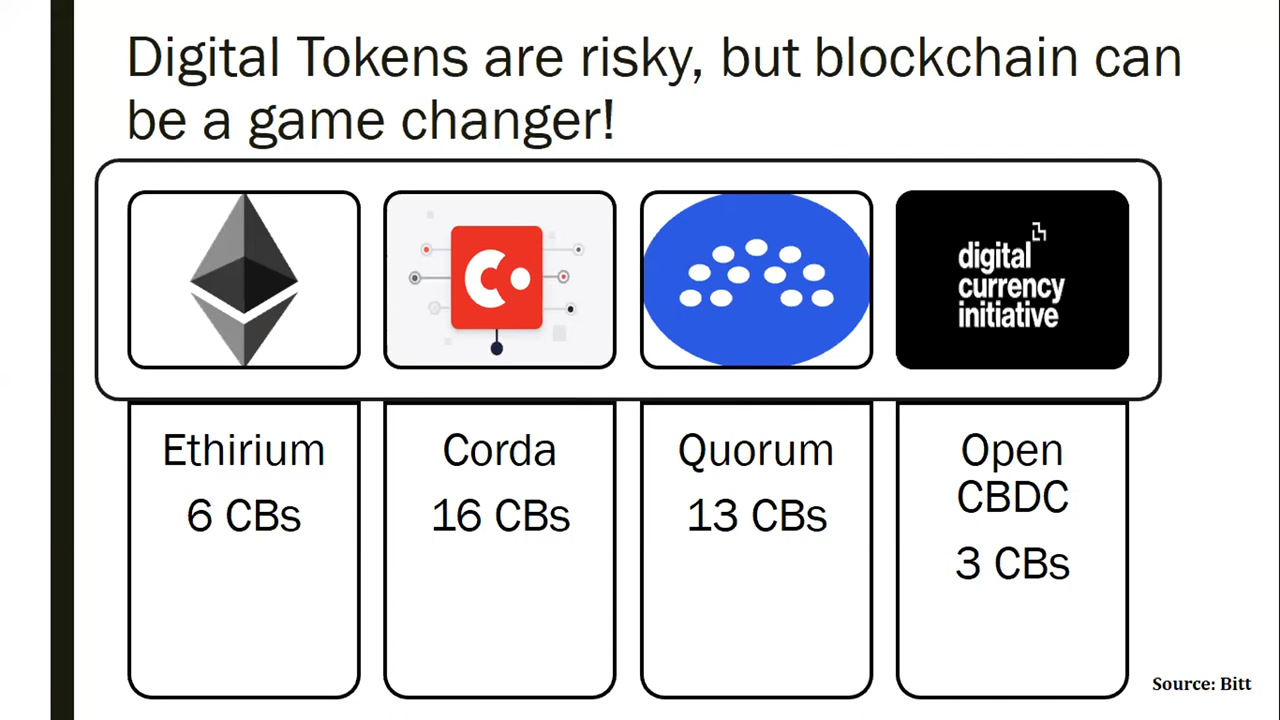 Digital Tokens are risky, but blockchain can
be a game changer!
digital
currency
initiative
Ethirium
6 CBs
Corda
16 CBs
Quorum
13 CBs
Open
CBDC
3 CBs
Source: Bitt